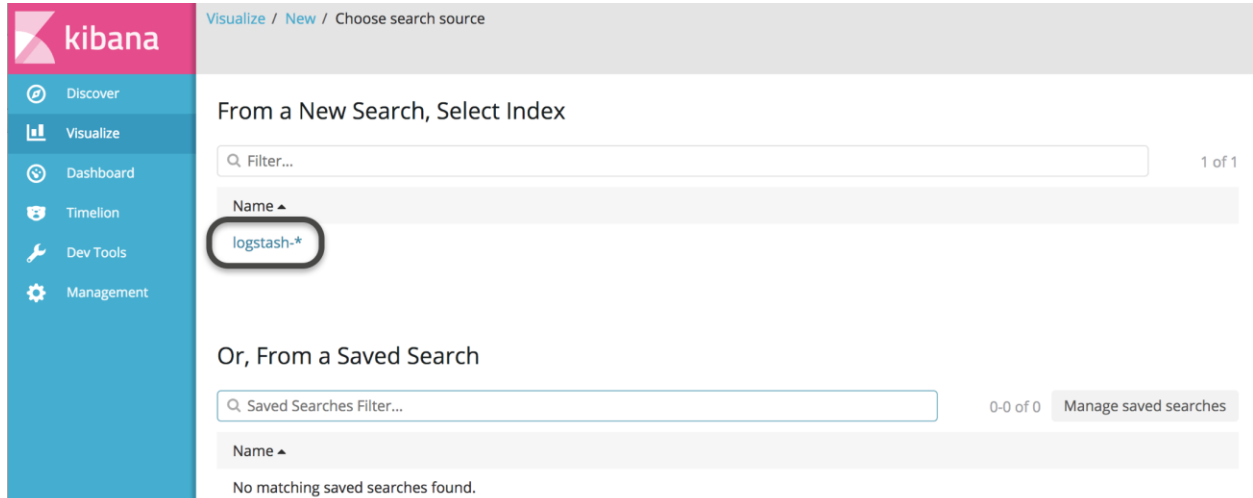 kibana
Discover
Visualize
Dashboard
Timelion
Dev Tools
Management
Visualize / New / Choose search source
From a New Search, Select Index
Filter...
1 of 1
Name
logstash-*
Or, From a Saved Search
Saved Searches Filter...
0-0 of 0
Manage saved searches
Name
No matching saved searches found.